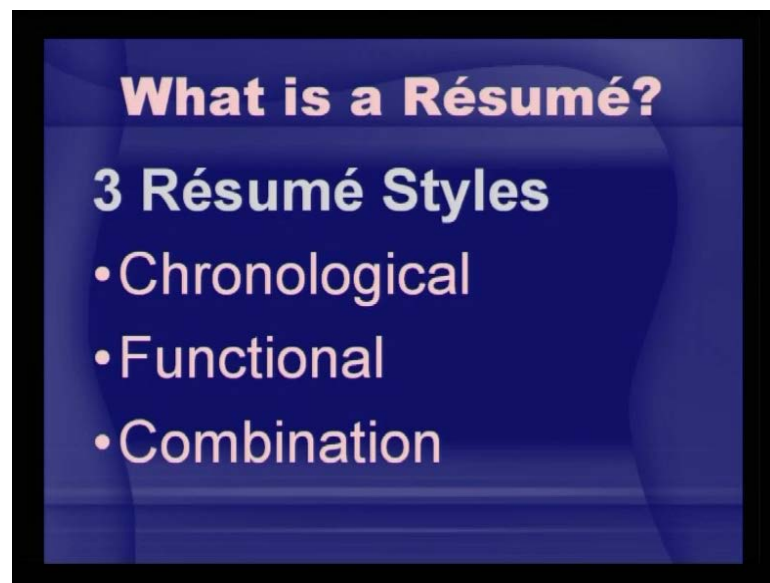 What is a Résumé?
3 Résumé Styles
•Chronological
•Functional
•Combination